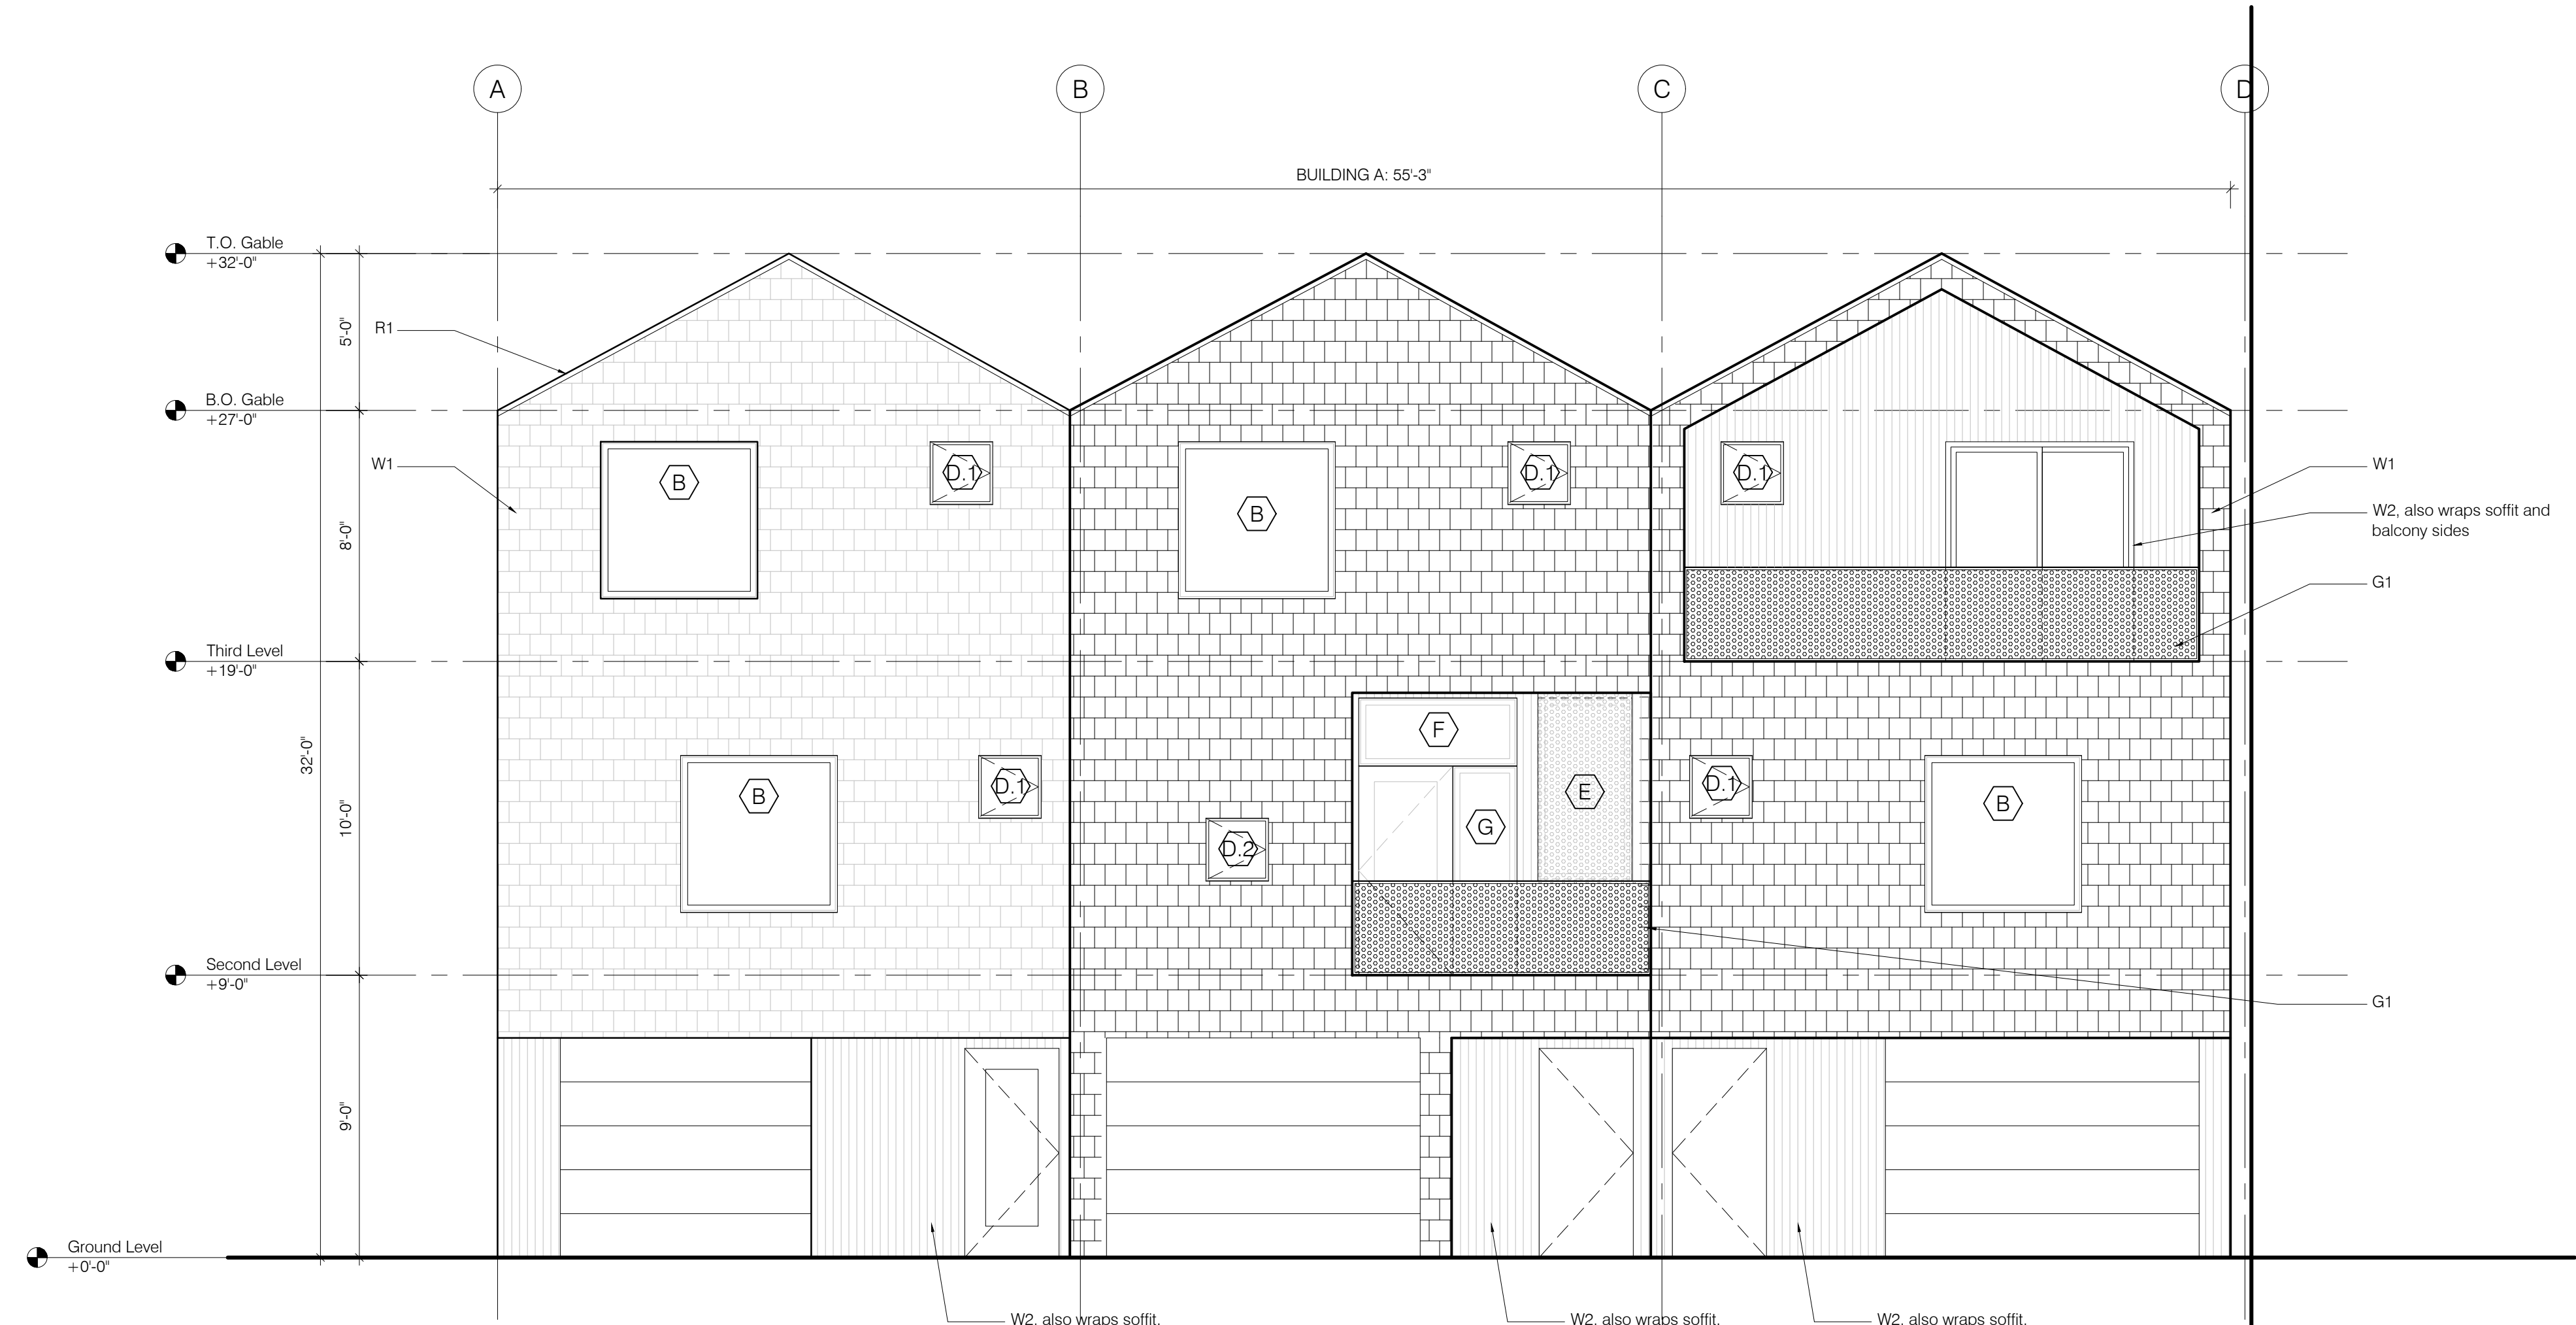 A
B
C
D
BUILDING A: 55'-3"
T.O. Gable
+32'-0"
5'-0"
R1
B.O. Gable
+27'-0"
W1
B
D.1
B
D.1
D.1
W1
W2, also wraps soffit and
balcony sides
8'-0"
G1
Third Level
+19'-0"
32'-0"
10'-0"
B
D.1
D.2
F
G
E
D.1
B
Second Level
+9'-0"
G1
9'-0"
Ground Level
+0'-0"
W2, also wraps soffit.
W2, also wraps soffit.
W2, also wraps soffit.